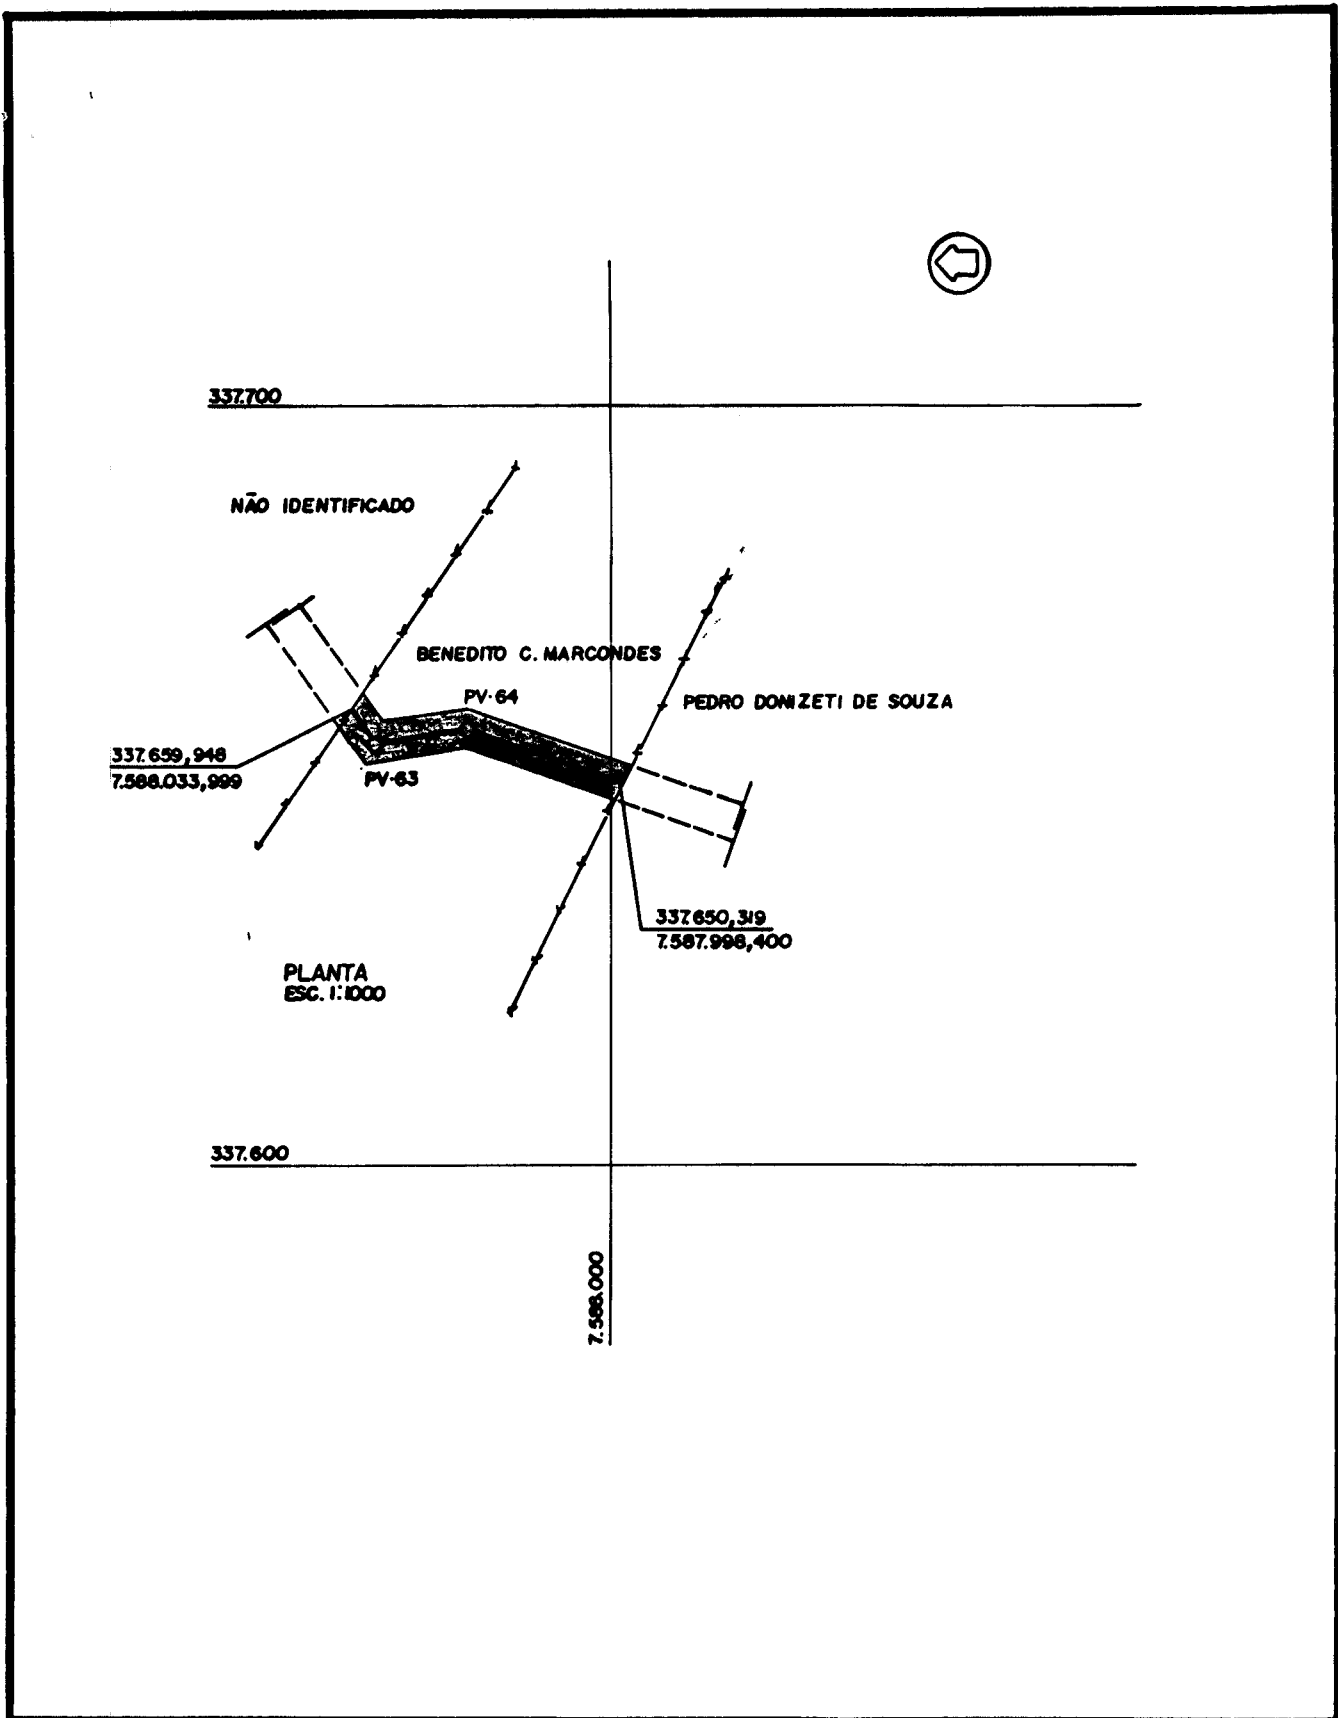 337.700
NÃO IDENTIFICADO
BENEDITO C. MARCONDES
PV-64
PEDRO DONIZETI DE SOUZA
337.659,948
7.588.033,999
PV-63
337.650,319
7.587.998,400
PLANTA
ESC. 1:1000
337.600
7.588.000